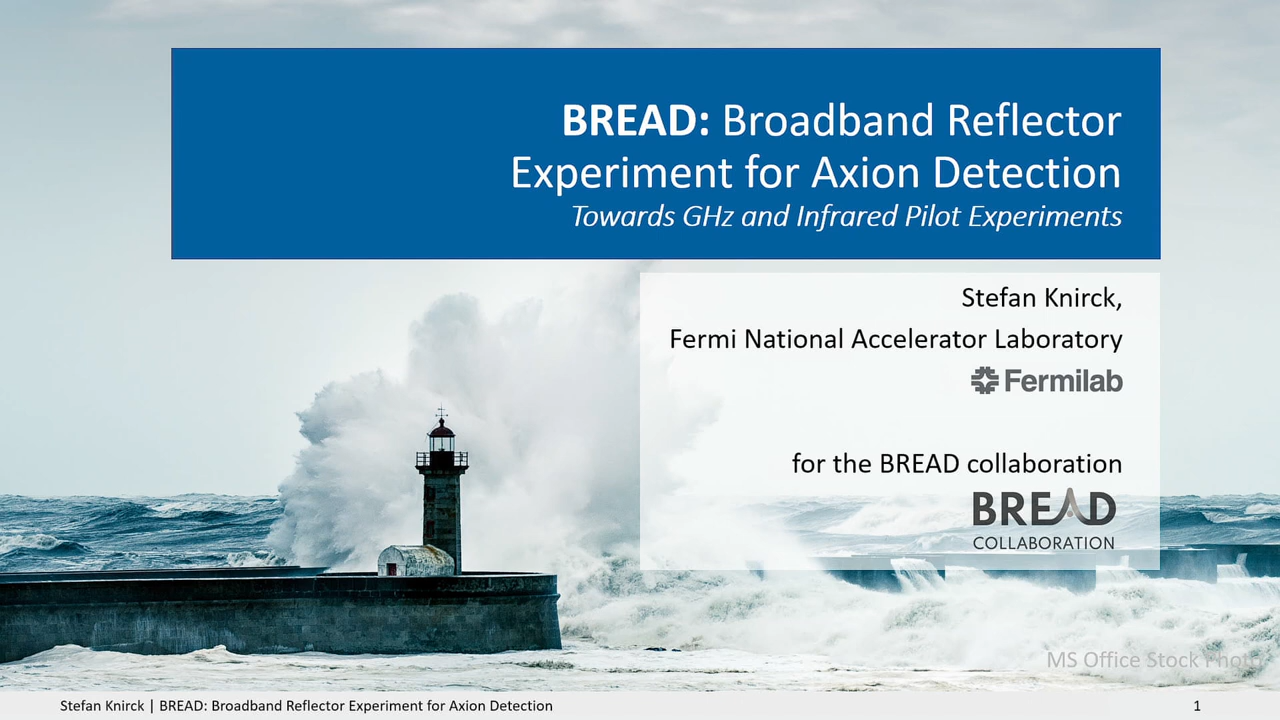 BREAD: Broadband Reflector
Experiment for Axion Detection
Towards GHz and Infrared Pilot Experiments
Stefan Knirck,
Fermi National Accelerator Laboratory
Fermilab
for the BREAD collaboration
BREAD
COLLABORATION
MS Office Stock Photo
Stefan Knirck | BREAD: Broadband Reflector Experiment for Axion Detection
1